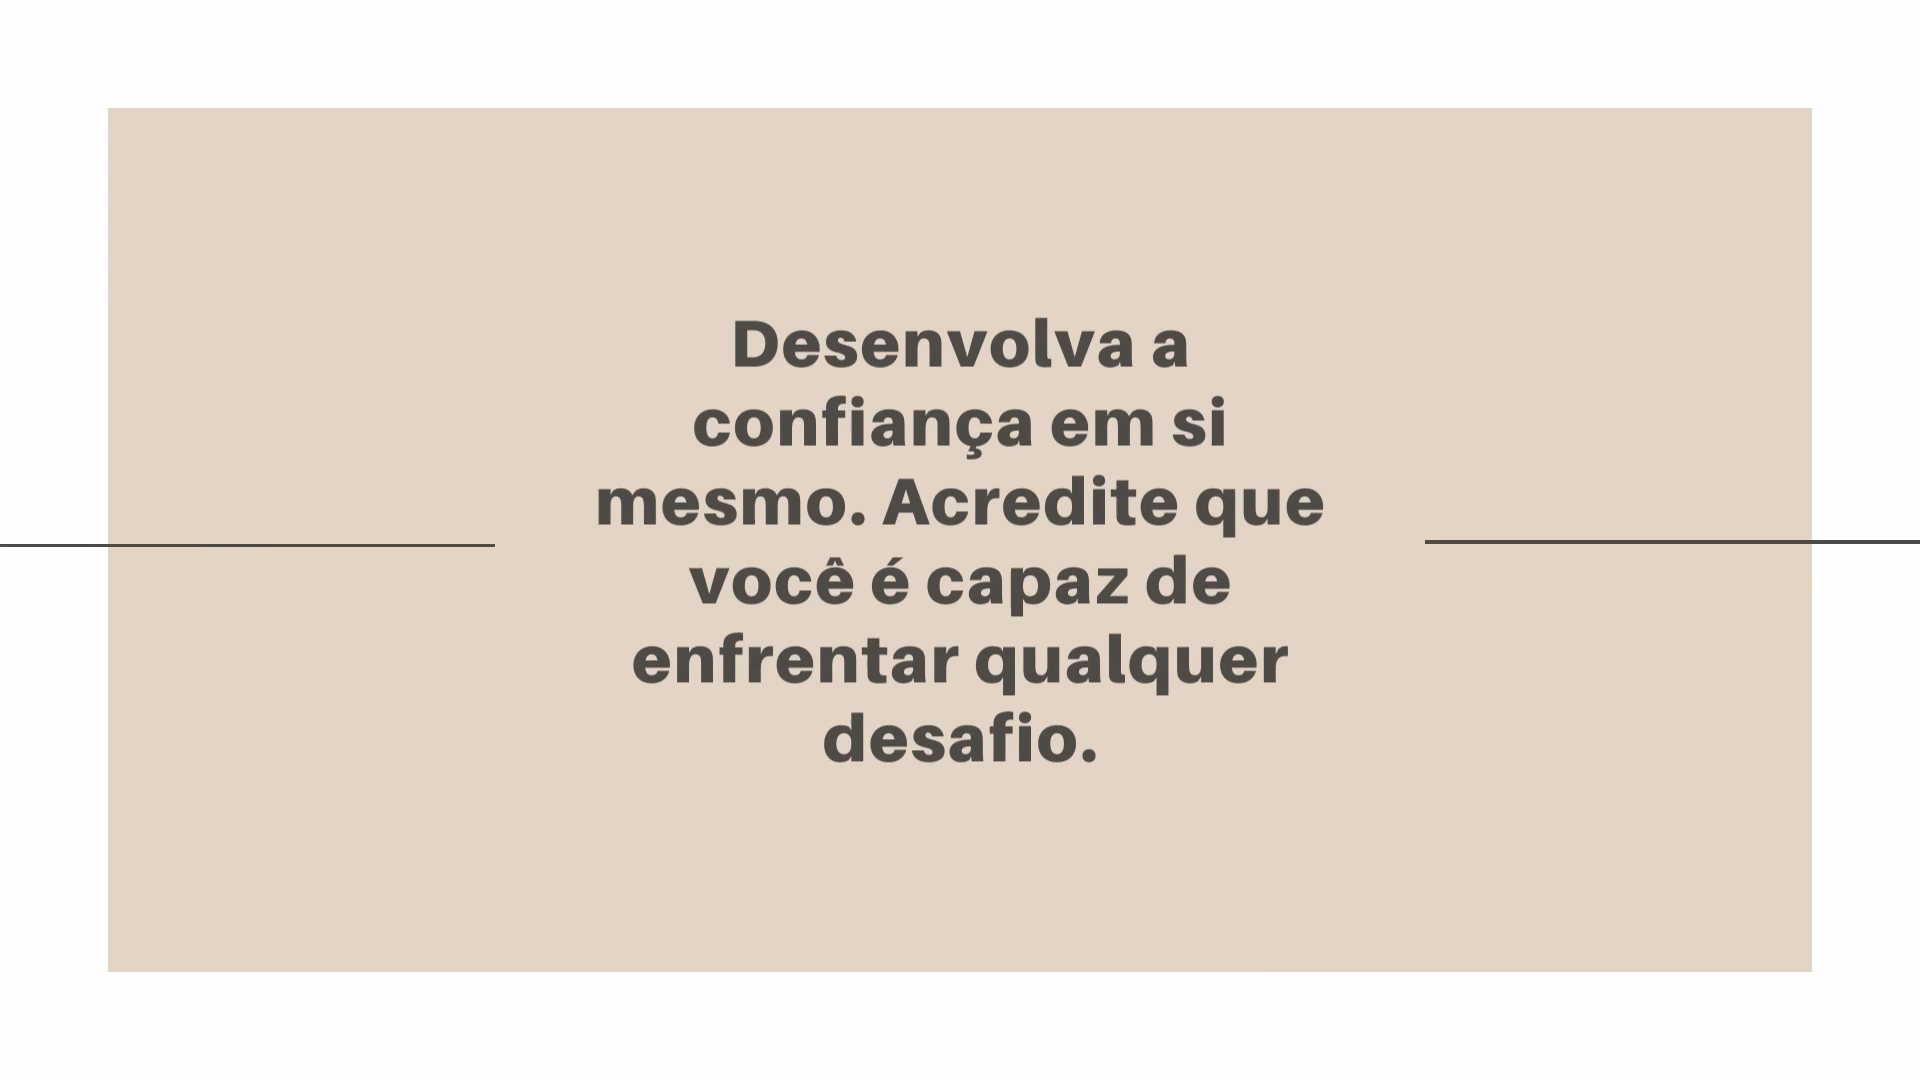 Desenvolva a
confiança em si
mesmo. Acredite que
você é capaz de
enfrentar qualquer
desafio.